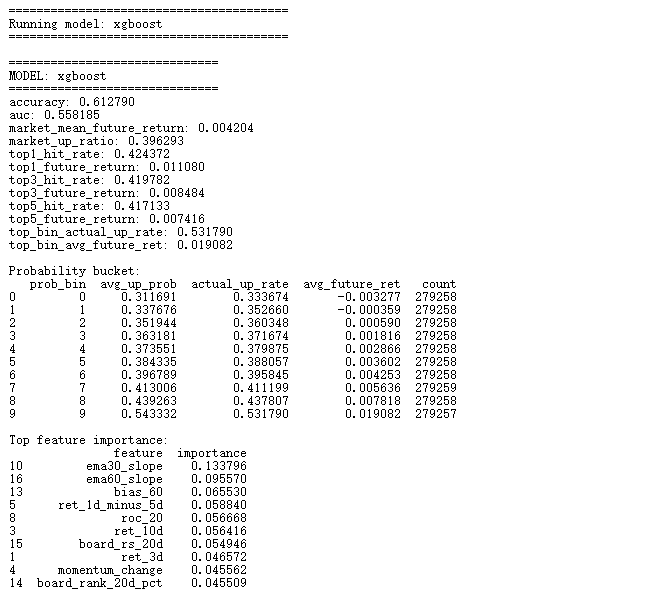 ========================================
Running model: xgboost
========================================
==============================
MODEL: xgboost
==============================
accuracy: 0.612790
auc: 0.558185
market_mean_future_return: 0.004204
market_up_ratio: 0.396293
top1_hit_rate: 0.424372
top1_future_return: 0.011080
top3_hit_rate: 0.419782
top3_future_return: 0.008484
top5_hit_rate: 0.417133
top5_future_return: 0.007416
top_bin_actual_up_rate: 0.531790
top_bin_avg_future_ret: 0.019082
Probability bucket:
prob_bin avg_up_prob actual_up_rate avg_future_ret count
0 0 0.311691 0.333674 -0.003277 279258
1 1 0.337676 0.352660 -0.000359 279258
2 2 0.351944 0.360348 0.000590 279258
3 3 0.363181 0.371674 0.001816 279258
4 4 0.373551 0.379875 0.002866 279258
5 5 0.384335 0.388057 0.003602 279258
6 6 0.396789 0.395845 0.004253 279258
7 7 0.413006 0.411199 0.005636 279259
8 8 0.439263 0.437807 0.007818 279258
9 9 0.543332 0.531790 0.019082 279257
Top feature importance:
feature importance
10 ema30_slope 0.133796
16 ema60_slope 0.095570
13 bias_60 0.065530
5 ret_1d_minus_5d 0.058840
8 roc_20 0.056668
3 ret_10d 0.056416
15 board_rs_20d 0.054946
1 ret_3d 0.046572
4 momentum_change 0.045562
14 board_rank_20d_pct 0.045509